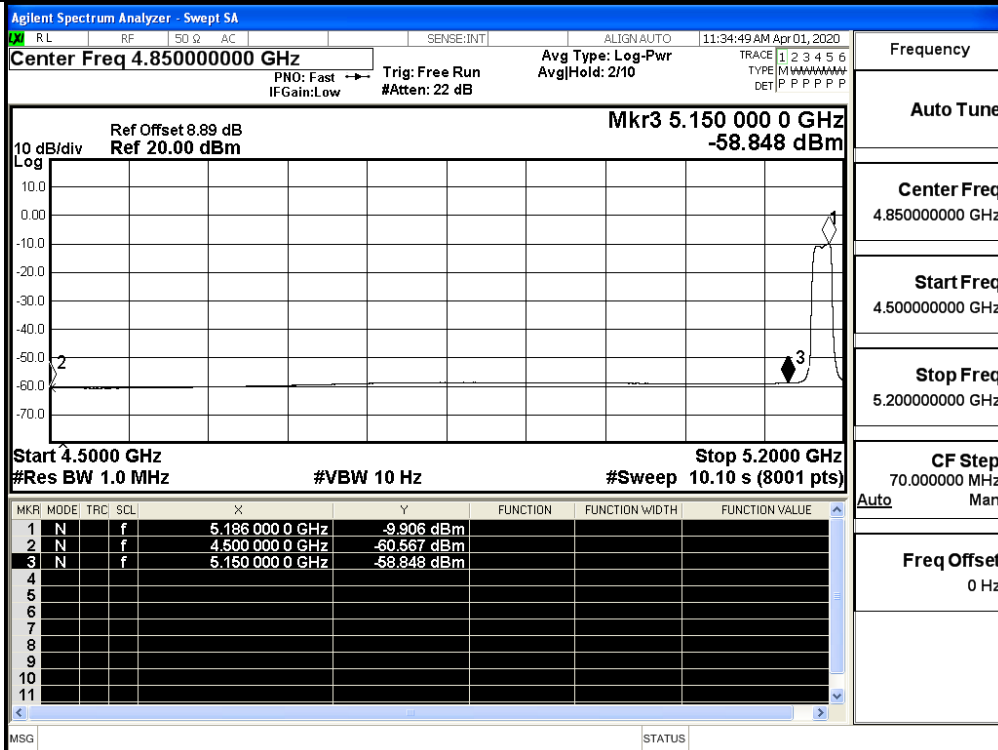 Agilent Spectrum Analyzer - Swept SA
LXI RL RF 50 Ω AC SENSE:INT ALIGN AUTO 11:34:49 AM Apr 01, 2020
Center Freq 4.850000000 GHz
PNO: Fast
IFGain:Low
Trig: Free Run
#Atten: 22 dB
Avg Type: Log-Pwr
Avg|Hold: 2/10
TRACE 1 2 3 4 5 6
TYPE M WWWWW
DET P P P P P P
Ref Offset 8.89 dB
Ref 20.00 dBm
10 dB/div
Log
Mkr3 5.150 000 0 GHz
-58.848 dBm
10.0
0.00
-10.0
-20.0
-30.0
-40.0
-50.0
-60.0
-70.0
1
2
3
Start 4.5000 GHz Stop 5.2000 GHz
#Res BW 1.0 MHz #VBW 10 Hz #Sweep 10.10 s (8001 pts)
MKR MODE TRC SCL X Y FUNCTION FUNCTION WIDTH FUNCTION VALUE
1 N f 5.186 000 0 GHz -9.906 dBm
2 N f 4.500 000 0 GHz -60.567 dBm
3 N f 5.150 000 0 GHz -58.848 dBm
4
5
6
7
8
9
10
11
MSG STATUS
Frequency
Auto Tune
Center Freq
4.850000000 GHz
Start Freq
4.500000000 GHz
Stop Freq
5.200000000 GHz
CF Step
70.000000 MHz
Auto Man
Freq Offset
0 Hz